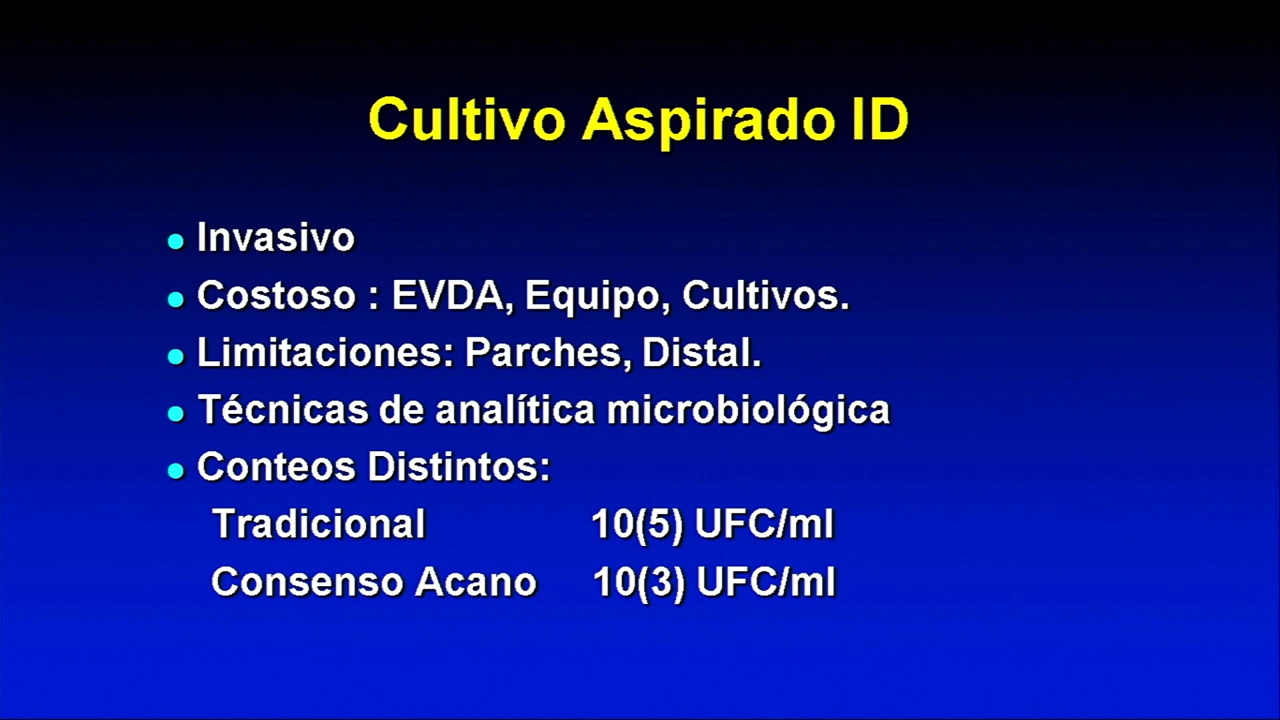 Cultivo Aspirado ID
Invasivo
Costoso : EVDA, Equipo, Cultivos.
Limitaciones: Parches, Distal.
Técnicas de analítica microbiológica
Conteos Distintos:
Tradicional 10(5) UFC/ml
Consenso Acano 10(3) UFC/ml